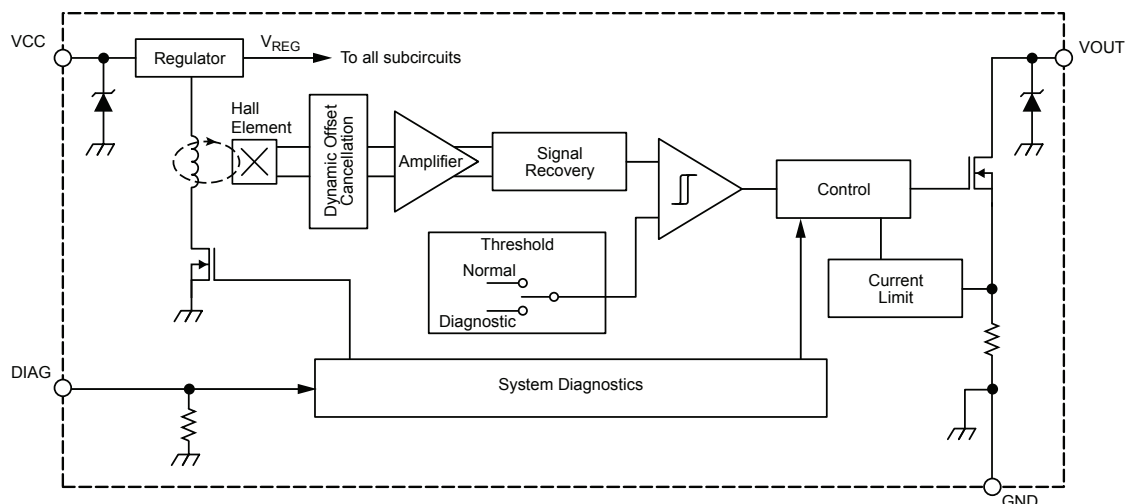 VCC
Regulator
VREG
To all subcircuits
VOUT
Hall
Element
Dynamic Offset
Cancellation
Amplifier
Signal
Recovery
Control
Threshold
Normal
Diagnostic
Current
Limit
DIAG
System Diagnostics
GND